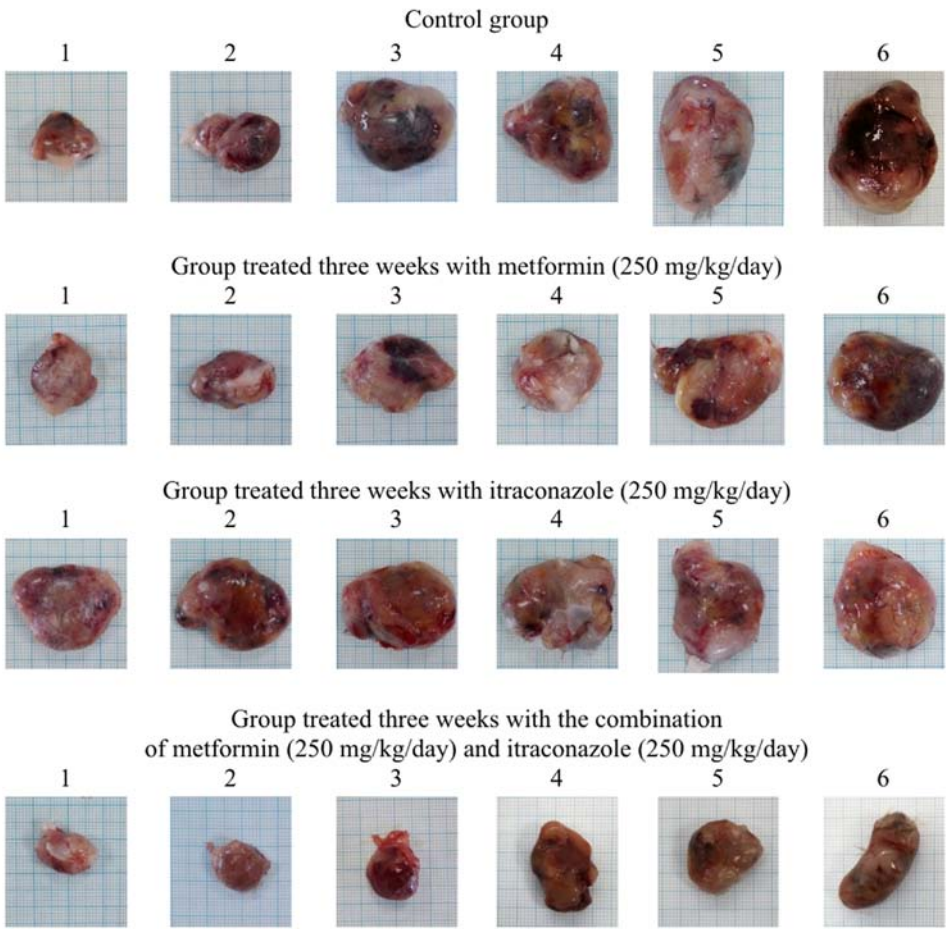 Control group
1 2 3 4 5 6
Group treated three weeks with metformin (250 mg/kg/day)
1 2 3 4 5 6
Group treated three weeks with itraconazole (250 mg/kg/day)
1 2 3 4 5 6
Group treated three weeks with the combination
of metformin (250 mg/kg/day) and itraconazole (250 mg/kg/day)
1 2 3 4 5 6